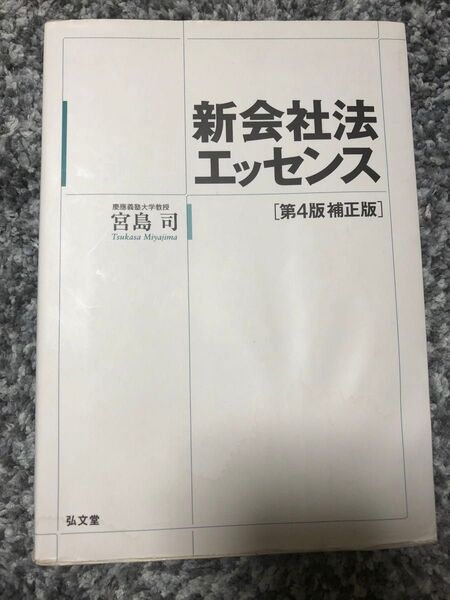 新会社法
エッセンス
[第4版 補正版]
慶應義塾大学教授
宮島 司
Tsukasa Miyajima
弘文堂